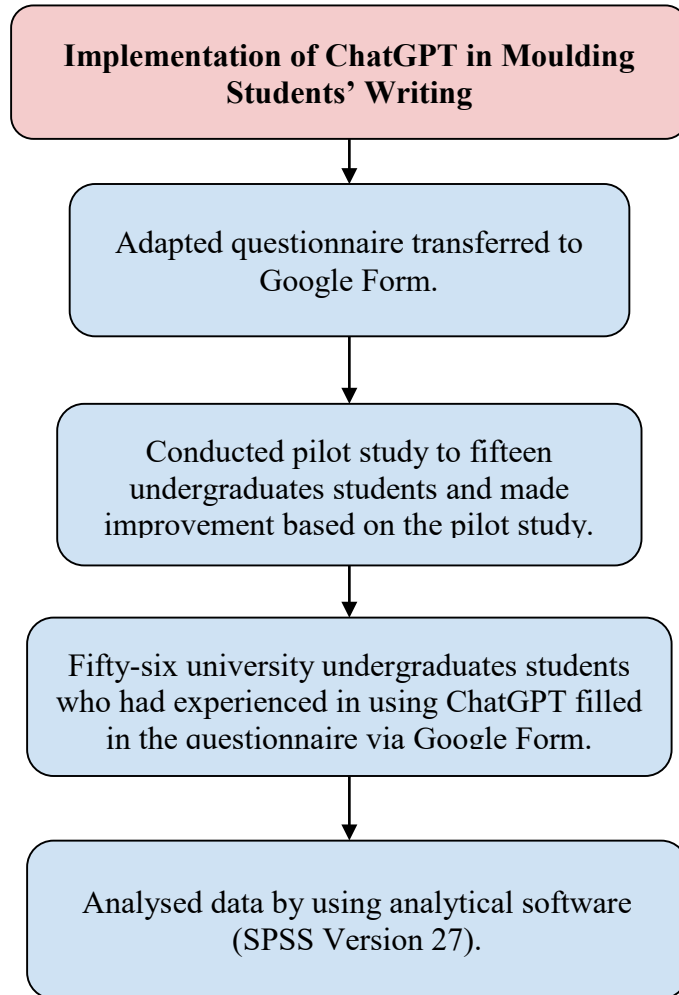 Implementation of ChatGPT in Moulding
Students’ Writing
Adapted questionnaire transferred to
Google Form.
Conducted pilot study to fifteen
undergraduates students and made
improvement based on the pilot study.
Fifty-six university undergraduates students
who had experienced in using ChatGPT filled
in the questionnaire via Google Form.
Analysed data by using analytical software
(SPSS Version 27).